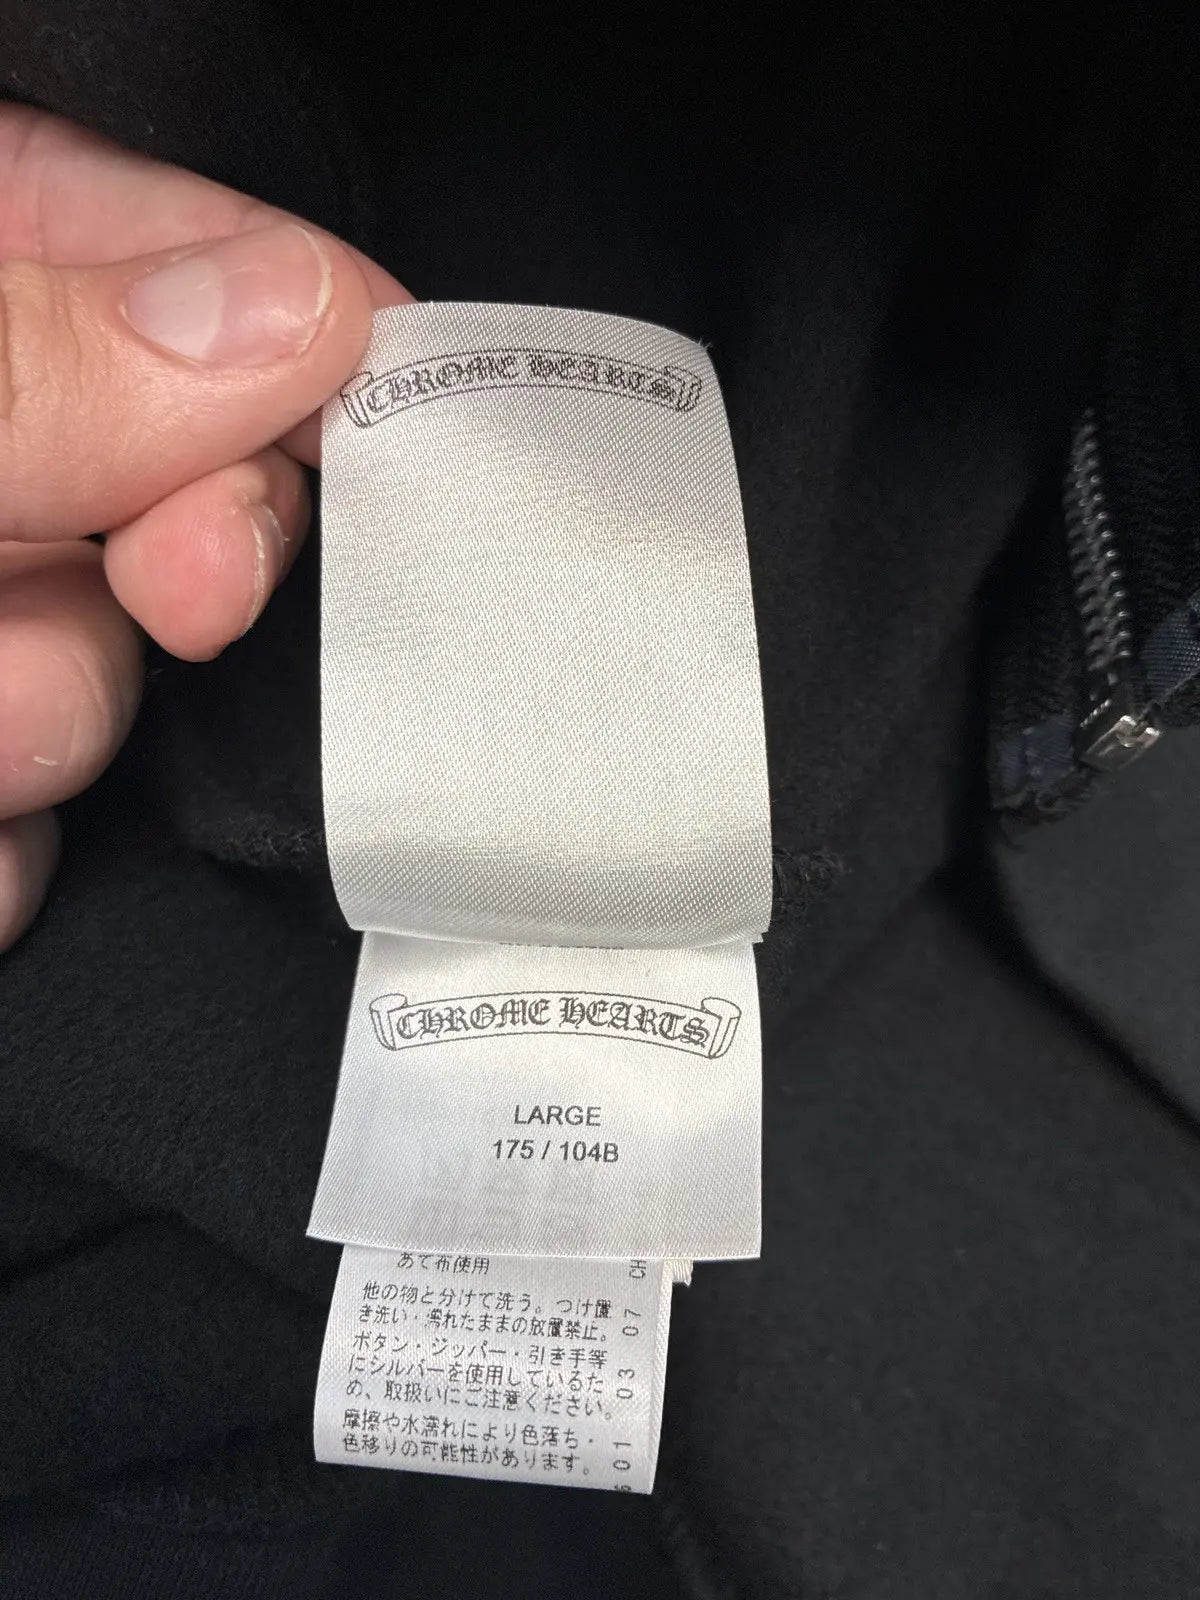 CHROME HEARTS
CHROME HEARTS
LARGE
175 / 104B
あて布使用
他の物と分けて洗う。つけ置
き洗い・濡れたままの放置禁止。
ボタン・ジッパー・引き手等
にシルバーを使用しているた
め、取扱いにご注意ください。
摩擦や水濡れにより色落ち・
色移りの可能性があります。
01 03 07 CH